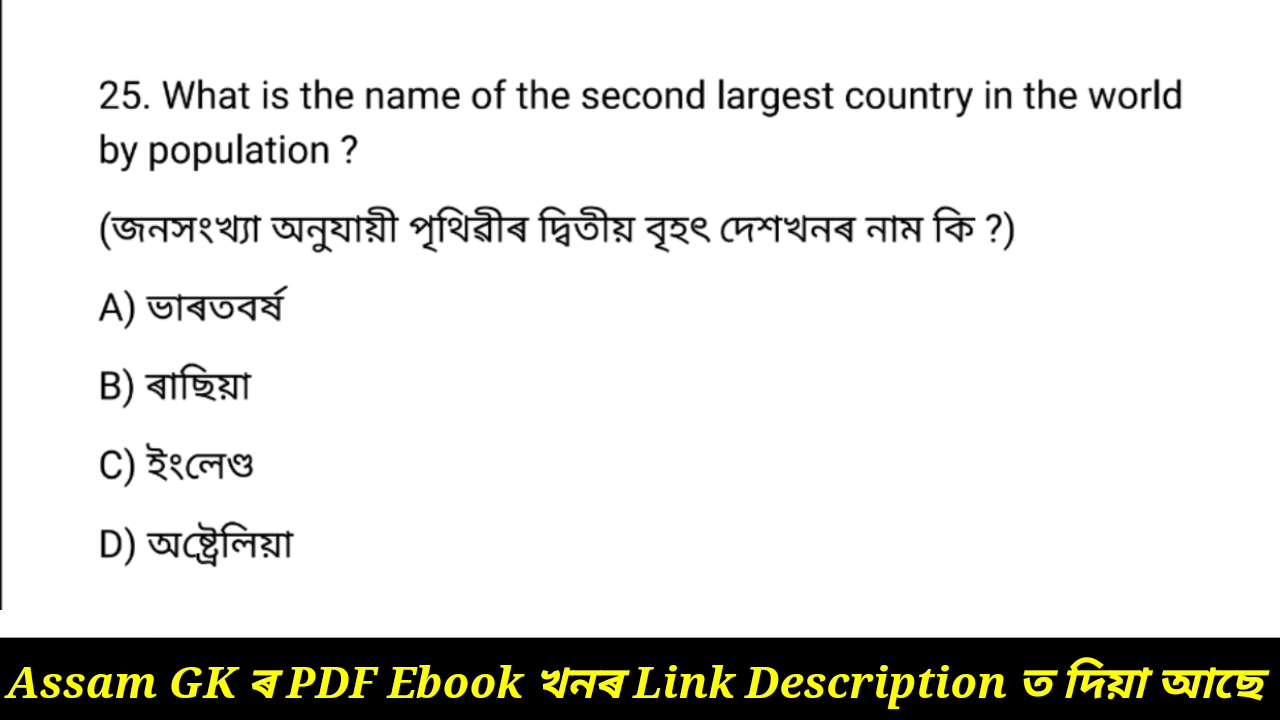 25. What is the name of the second largest country in the world
by population ?
(জনসংখ্যা অনুযায়ী পৃথিৱীৰ দ্বিতীয় বৃহৎ দেশখনৰ নাম কি ?)
A) ভাৰতবৰ্ষ
B) ৰাছিয়া
C) ইংলেণ্ড
D) অষ্ট্ৰেলিয়া
Assam GK ৰ PDF Ebook খনৰ Link Description ত দিয়া আছে